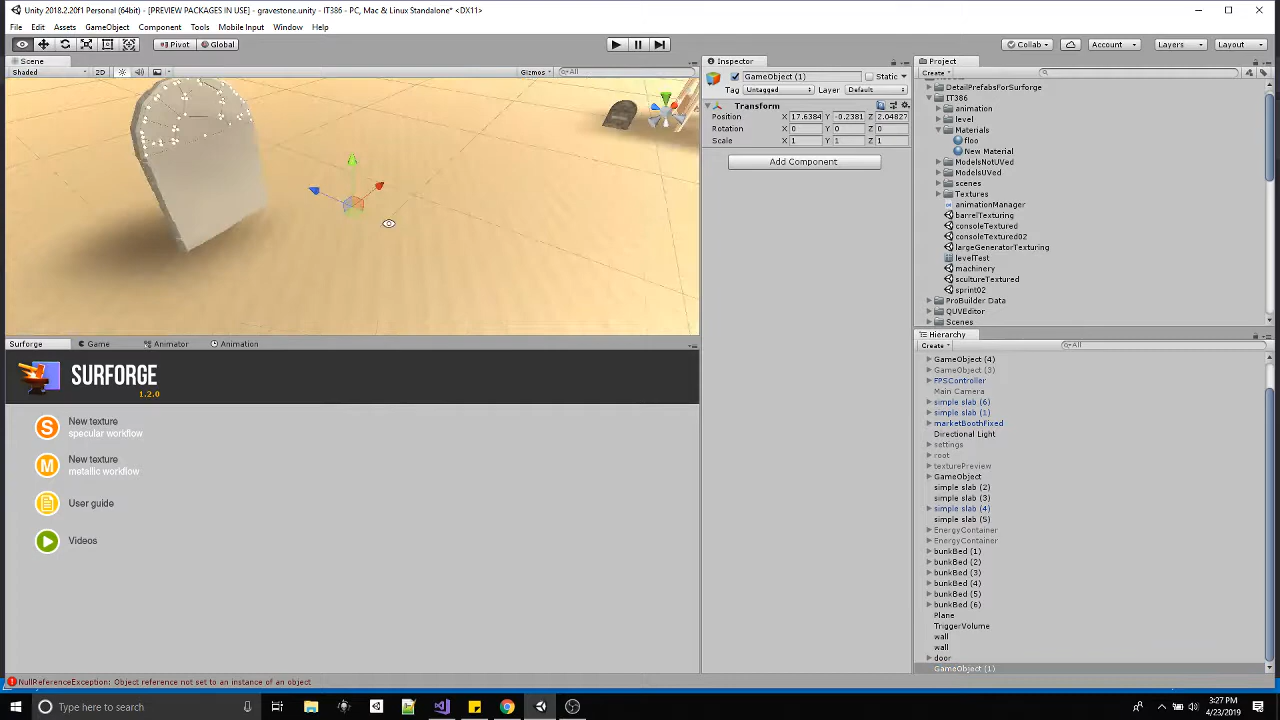 Unity 2018.2.20f1 Personal (64bit) - [PREVIEW PACKAGES IN USE] - gravestone.unity - IT386 - PC, Mac & Linux Standalone* <DX11>
File Edit Assets GameObject Component Tools Mobile Input Window Help
Pivot Global Collab Account Layers Layout
Scene
Shaded 2D Gizmos All
Surforge Game Animator Animation
SURFORGE
1.2.0
New texture
specular workflow
New texture
metallic workflow
User guide
Videos
Inspector
GameObject (1) Static
Tag Untagged Layer Default
Transform
Position X 17.6384 Y -0.2381 Z 2.04827
Rotation X 0 Y 0 Z 0
Scale X 1 Y 1 Z 1
Add Component
Project
Create
DetailPrefabsForSurforge
IT386
animation
level
Materials
floo
New Material
ModelsNotUVed
ModelsUVed
scenes
Textures
animationManager
barrelTexturing
consoleTextured
consoleTextured02
largeGeneratorTexturing
levelTest
machinery
scultureTextured
sprint02
ProBuilder Data
QUVEditor
Scenes
Hierarchy
Create All
GameObject (4)
GameObject (3)
FPSController
Main Camera
simple slab (6)
simple slab (1)
marketBoothFixed
Directional Light
settings
root
texturePreview
GameObject
simple slab (2)
simple slab (3)
simple slab (4)
simple slab (5)
EnergyContainer
EnergyContainer
bunkBed (1)
bunkBed (2)
bunkBed (3)
bunkBed (4)
bunkBed (5)
bunkBed (6)
Plane
TriggerVolume
wall
wall
door
GameObject (1)
NullReferenceException: Object reference not set to an instance of an object
Type here to search
3:27 PM
4/23/2019